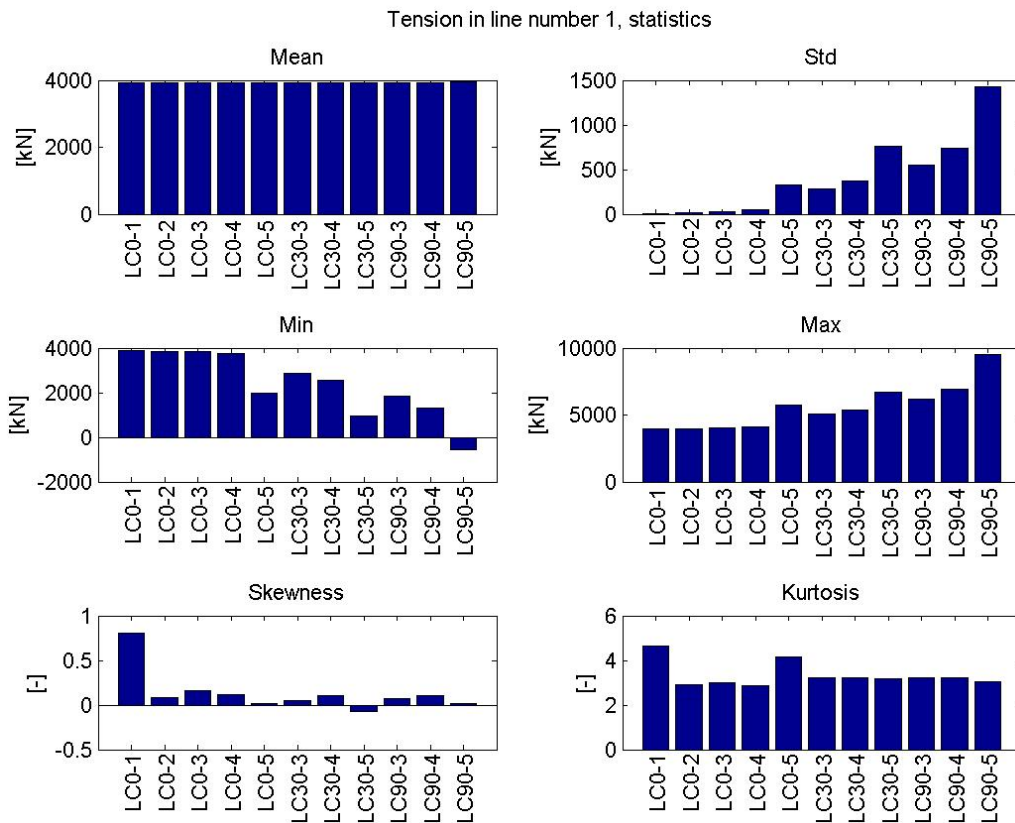 Tension in line number 1, statistics
Mean
[kN]
4000
2000
0
LC0-1
LC0-2
LC0-3
LC0-4
LC0-5
LC30-3
LC30-4
LC30-5
LC90-3
LC90-4
LC90-5
Std
[kN]
1500
1000
500
0
LC0-1
LC0-2
LC0-3
LC0-4
LC0-5
LC30-3
LC30-4
LC30-5
LC90-3
LC90-4
LC90-5
Min
[kN]
4000
2000
0
-2000
LC0-1
LC0-2
LC0-3
LC0-4
LC0-5
LC30-3
LC30-4
LC30-5
LC90-3
LC90-4
LC90-5
Max
[kN]
10000
5000
0
LC0-1
LC0-2
LC0-3
LC0-4
LC0-5
LC30-3
LC30-4
LC30-5
LC90-3
LC90-4
LC90-5
Skewness
[-]
1
0.5
0
-0.5
LC0-1
LC0-2
LC0-3
LC0-4
LC0-5
LC30-3
LC30-4
LC30-5
LC90-3
LC90-4
LC90-5
Kurtosis
[-]
6
4
2
0
LC0-1
LC0-2
LC0-3
LC0-4
LC0-5
LC30-3
LC30-4
LC30-5
LC90-3
LC90-4
LC90-5